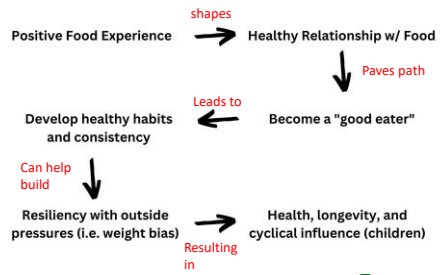 shapes
Positive Food Experience
Healthy Relationship w/ Food
Paves path
Become a "good eater"
Leads to
Develop healthy habits
and consistency
Can help
build
Resiliency with outside
pressures (i.e. weight bias)
Resulting
in
Health, longevity, and
cyclical influence (children)